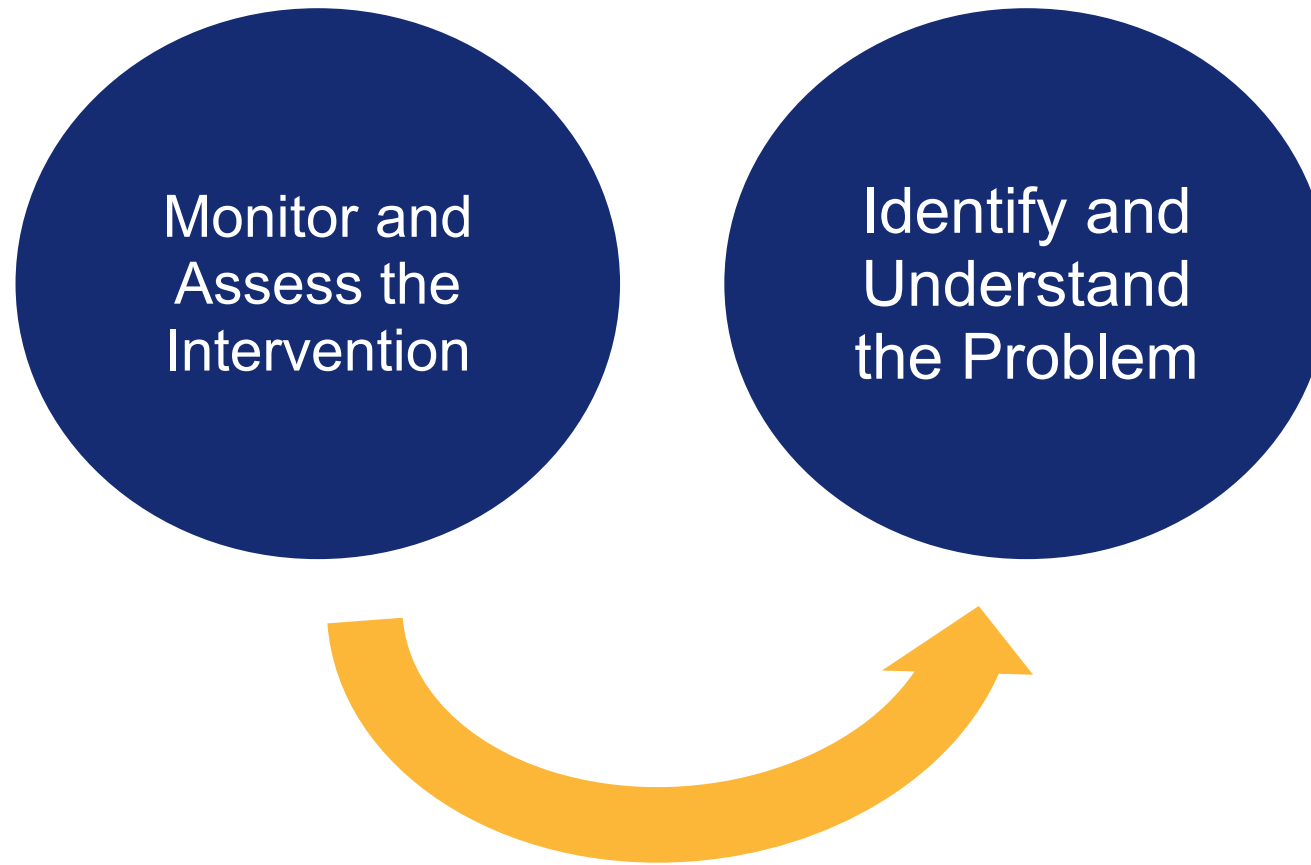 Monitor and
Assess the
Intervention
Identify and
Understand
the Problem